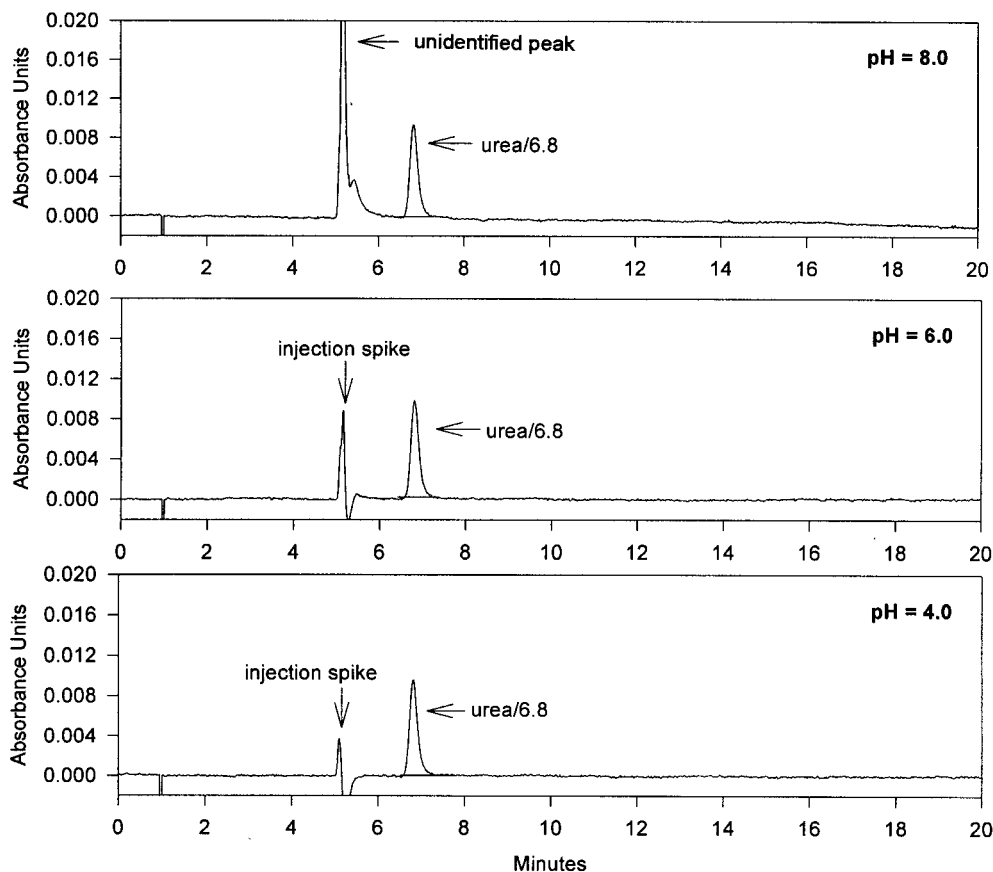 Absorbance Units
0.020
0.016
0.012
0.008
0.004
0.000
unidentified peak
pH = 8.0
urea/6.8
0 2 4 6 8 10 12 14 16 18 20
Absorbance Units
0.020
0.016
0.012
0.008
0.004
0.000
injection spike
pH = 6.0
urea/6.8
0 2 4 6 8 10 12 14 16 18 20
Absorbance Units
0.020
0.016
0.012
0.008
0.004
0.000
injection spike
pH = 4.0
urea/6.8
0 2 4 6 8 10 12 14 16 18 20
Minutes